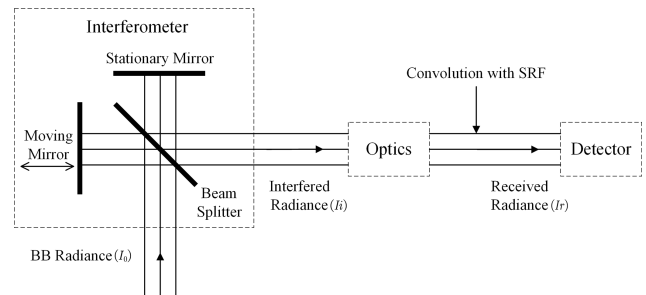 Interferometer
Stationary Mirror
Convolution with SRF
Moving
Mirror
Optics
Detector
Beam
Splitter
Interfered
Radiance(Ii)
Received
Radiance(Ir)
BB Radiance(I₀)